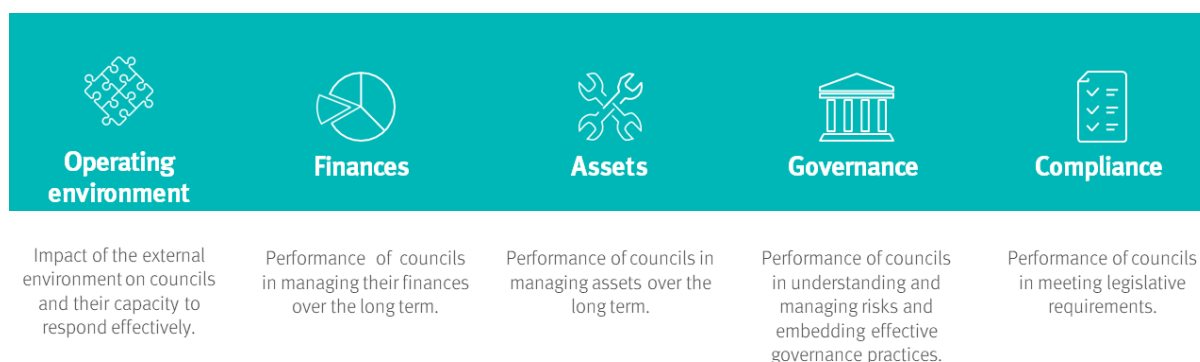 Operating
environment
Finances
Assets
Governance
Compliance
Impact of the external
environment on councils
and their capacity to
respond effectively.
Performance of councils
in managing their finances
over the long term.
Performance of councils in
managing assets over the
long term.
Performance of councils
in understanding and
managing risks and
embedding effective
governance practices.
Performance of councils
in meeting legislative
requirements.